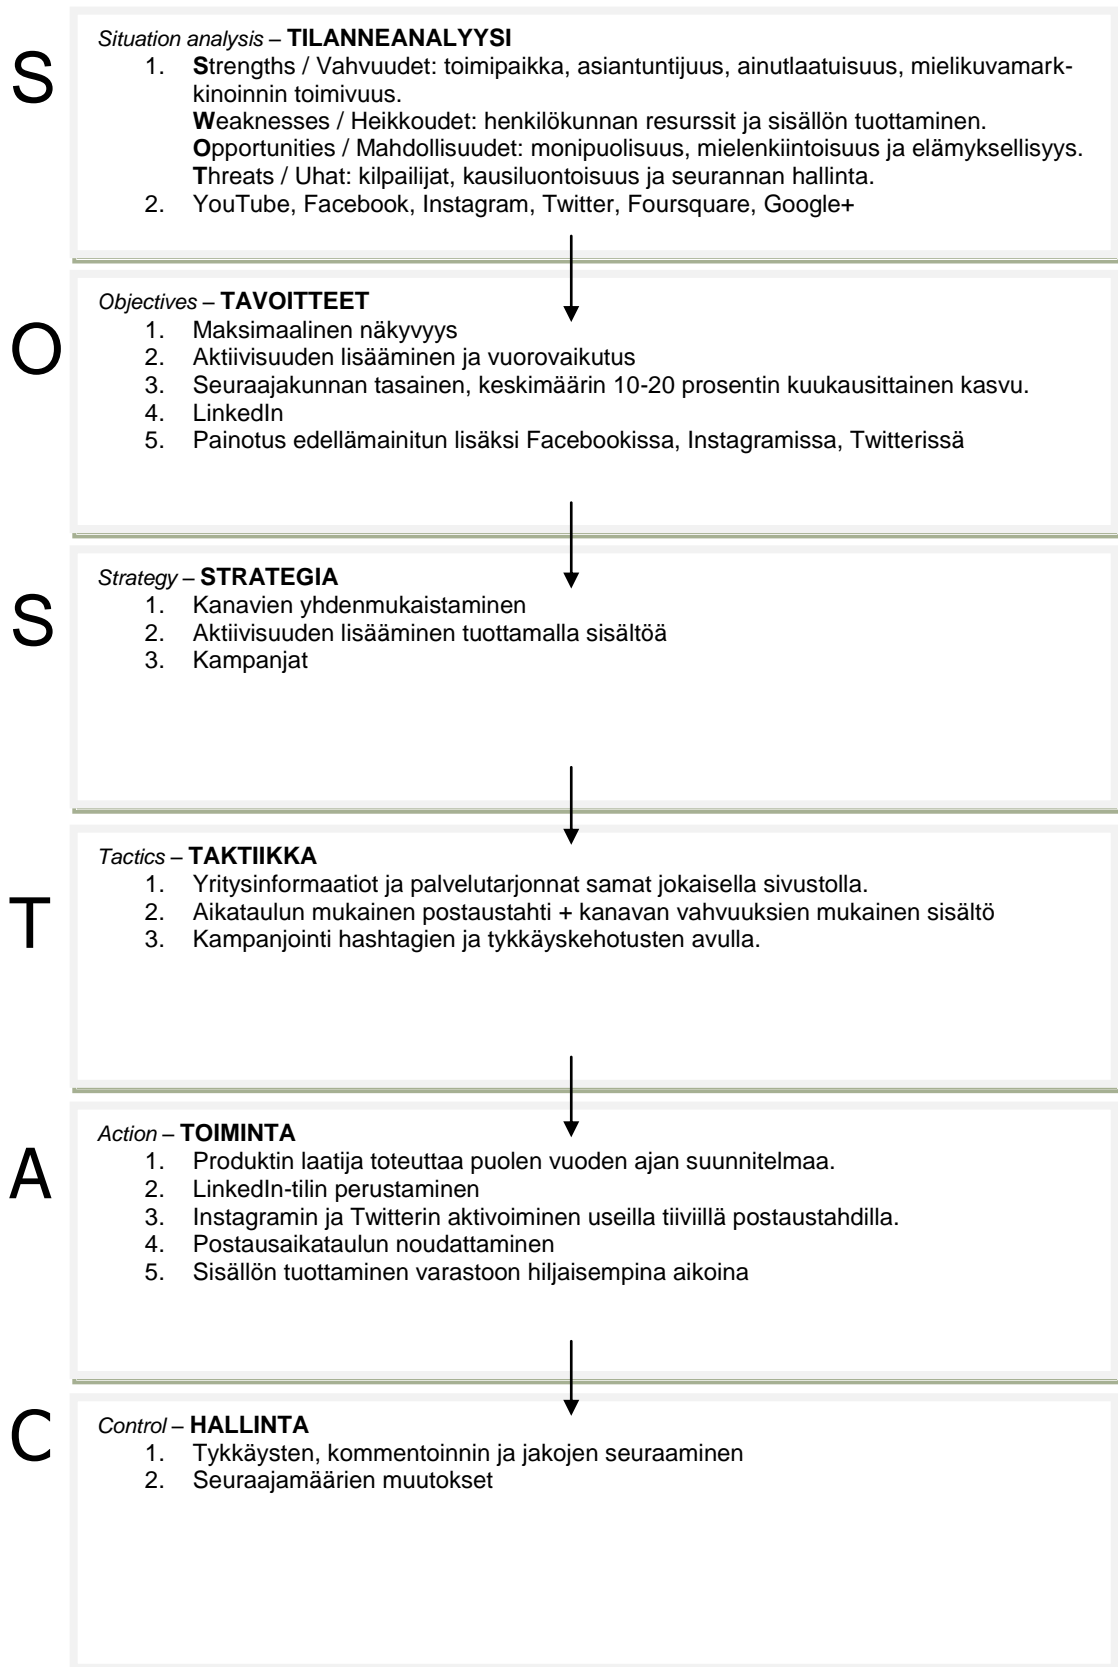 S
Situation analysis – TILANNEANALYYSI
1. Strengths / Vahvuudet: toimipaikka, asiantuntijuus, ainutlaatuisuus, mielikuvamark-
kinoinnin toimivuus.
Weaknesses / Heikkoudet: henkilökunnan resurssit ja sisällön tuottaminen.
Opportunities / Mahdollisuudet: monipuolisuus, mielenkiintoisuus ja elämyksellisyys.
Threats / Uhat: kilpailijat, kausiluontoisuus ja seurannan hallinta.
2. YouTube, Facebook, Instagram, Twitter, Foursquare, Google+
O
Objectives – TAVOITTEET
1. Maksimaalinen näkyvyys
2. Aktiivisuuden lisääminen ja vuorovaikutus
3. Seuraajakunnan tasainen, keskimäärin 10-20 prosentin kuukausittainen kasvu.
4. LinkedIn
5. Painotus edellämainitun lisäksi Facebookissa, Instagramissa, Twitterissä
S
Strategy – STRATEGIA
1. Kanavien yhdenmukaistaminen
2. Aktiivisuuden lisääminen tuottamalla sisältöä
3. Kampanjat
T
Tactics – TAKTIIKKA
1. Yritysinformaatiot ja palvelutarjonnat samat jokaisella sivustolla.
2. Aikataulun mukainen postaustahti + kanavan vahvuuksien mukainen sisältö
3. Kampanjointi hashtagien ja tykkäyskehotusten avulla.
A
Action – TOIMINTA
1. Produktin laatija toteuttaa puolen vuoden ajan suunnitelmaa.
2. LinkedIn-tilin perustaminen
3. Instagramin ja Twitterin aktivoiminen useilla tiiviillä postaustahdilla.
4. Postausaikataulun noudattaminen
5. Sisällön tuottaminen varastoon hiljaisempina aikoina
C
Control – HALLINTA
1. Tykkäysten, kommentoinnin ja jakojen seuraaminen
2. Seuraajamäärien muutokset